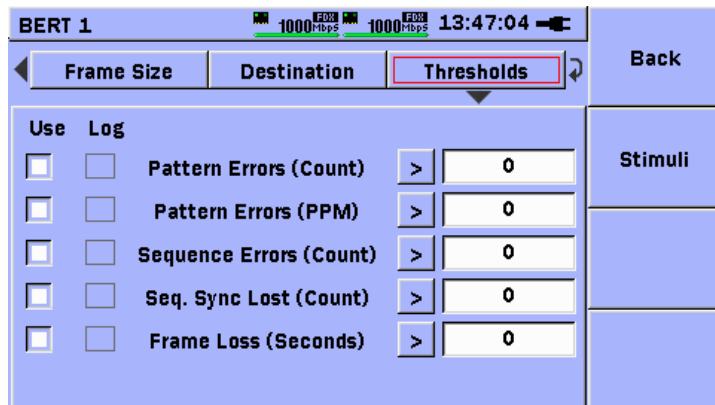 BERT 1 1000 FDX Mbps 1000 FDX Mbps 13:47:04
Back
Frame Size Destination Thresholds
Use Log
Stimuli
Pattern Errors (Count) > 0
Pattern Errors (PPM) > 0
Sequence Errors (Count) > 0
Seq. Sync Lost (Count) > 0
Frame Loss (Seconds) > 0